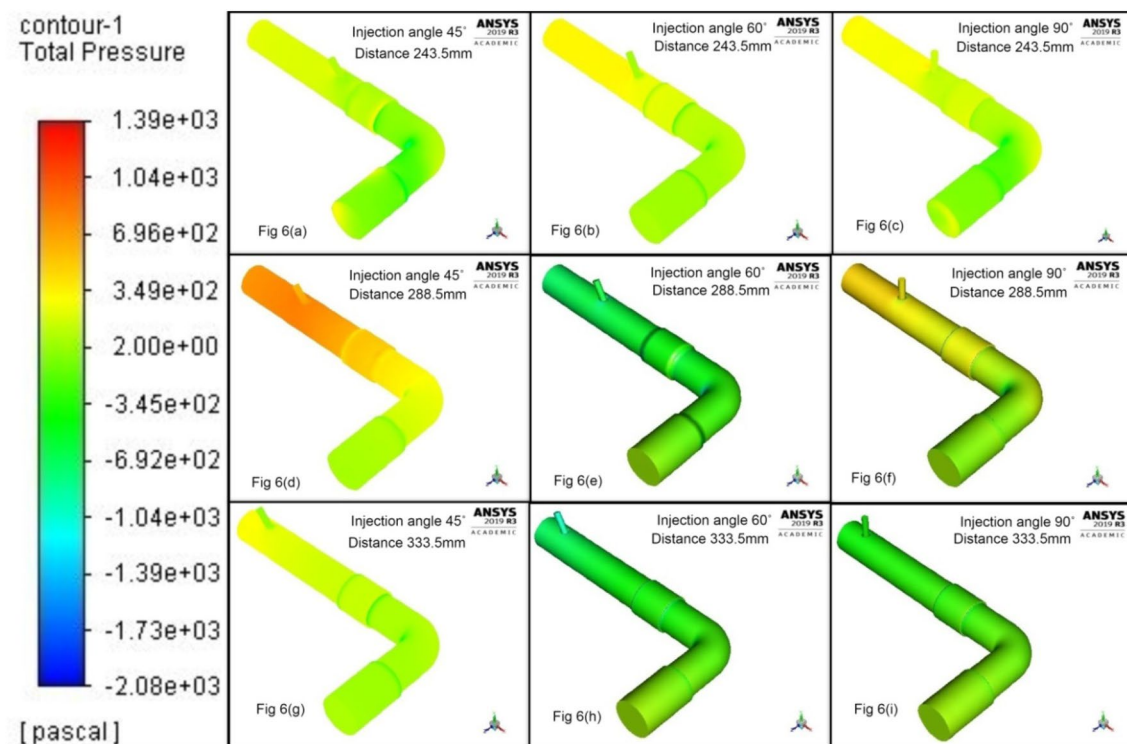 contour-1
Total Pressure
1.39e+03
1.04e+03
6.96e+02
3.49e+02
2.00e+00
-3.45e+02
-6.92e+02
-1.04e+03
-1.39e+03
-1.73e+03
-2.08e+03
[pascal]
Injection angle 45°
Distance 243.5mm
ANSYS
2019 R3
ACADEMIC
Fig 6(a)
Injection angle 60°
Distance 243.5mm
ANSYS
2019 R3
ACADEMIC
Fig 6(b)
Injection angle 90°
Distance 243.5mm
ANSYS
2019 R3
ACADEMIC
Fig 6(c)
Injection angle 45°
Distance 288.5mm
ANSYS
2019 R3
ACADEMIC
Fig 6(d)
Injection angle 60°
Distance 288.5mm
ANSYS
2019 R3
ACADEMIC
Fig 6(e)
Injection angle 90°
Distance 288.5mm
ANSYS
2019 R3
ACADEMIC
Fig 6(f)
Injection angle 45°
Distance 333.5mm
ANSYS
2019 R3
ACADEMIC
Fig 6(g)
Injection angle 60°
Distance 333.5mm
ANSYS
2019 R3
ACADEMIC
Fig 6(h)
Injection angle 90°
Distance 333.5mm
ANSYS
2019 R3
ACADEMIC
Fig 6(i)